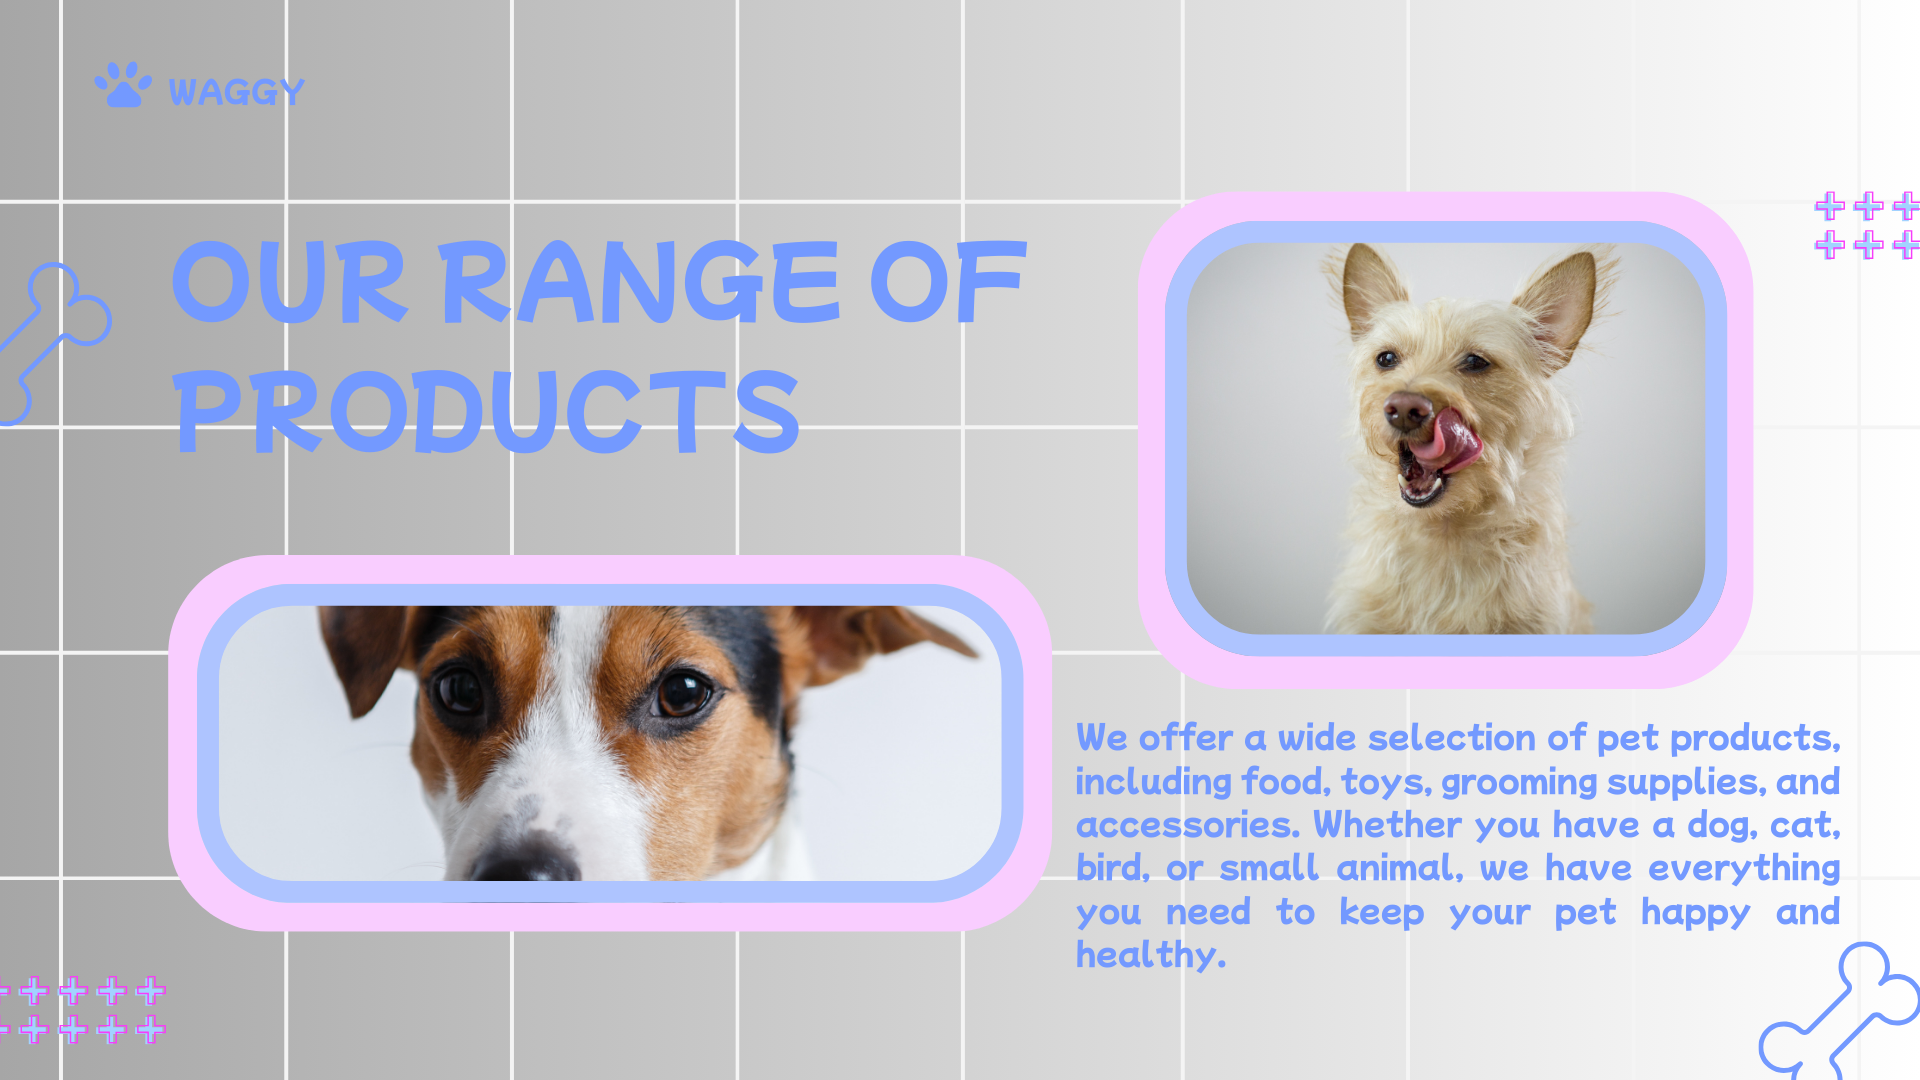 WAGGY
OUR RANGE OF
PRODUCTS
We offer a wide selection of pet products,
including food, toys, grooming supplies, and
accessories. Whether you have a dog, cat,
bird, or small animal, we have everything
you need to keep your pet happy and
healthy.